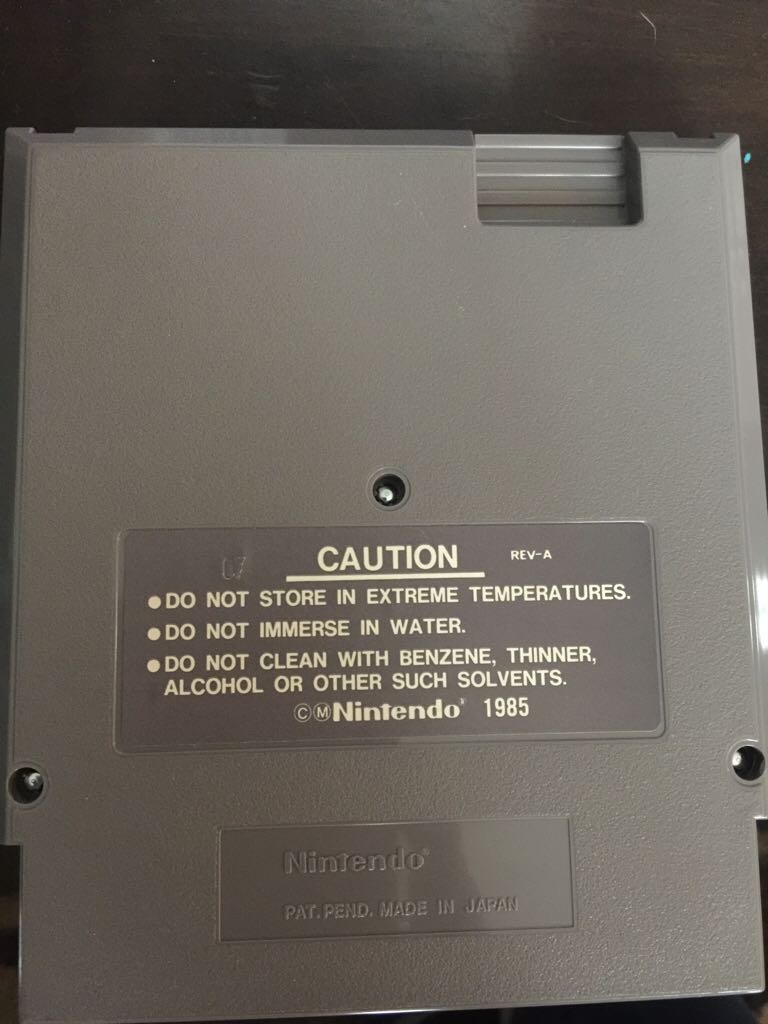 07
CAUTION REV-A
●DO NOT STORE IN EXTREME TEMPERATURES.
●DO NOT IMMERSE IN WATER.
●DO NOT CLEAN WITH BENZENE, THINNER,
ALCOHOL OR OTHER SUCH SOLVENTS.
©ⓂNintendo® 1985
Nintendo®
PAT. PEND. MADE IN JAPAN